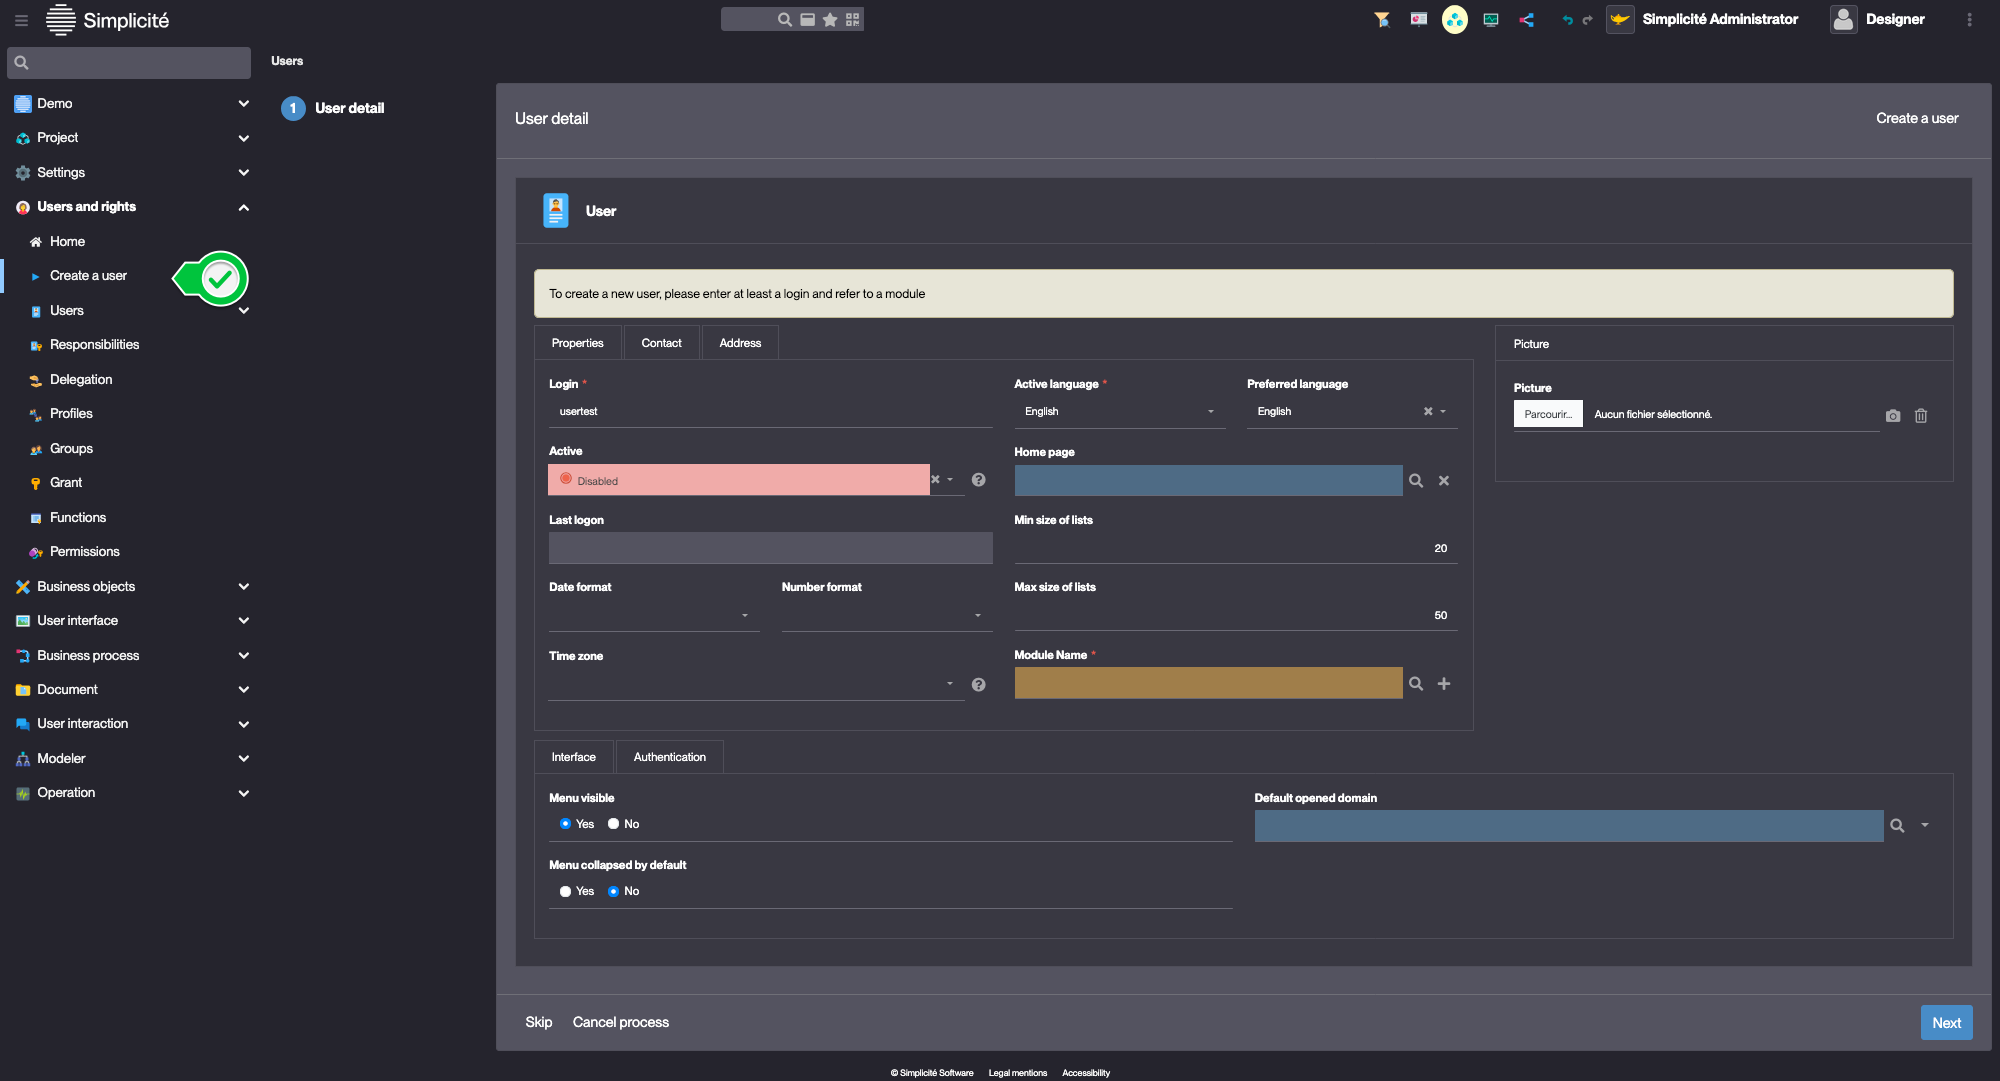 Simplicité
Simplicité Administrator
Designer
Users
Demo
Project
Settings
Users and rights
Home
Create a user
Users
Responsibilities
Delegation
Profiles
Groups
Grant
Functions
Permissions
Business objects
User interface
Business process
Document
User interaction
Modeler
Operation
1 User detail
User detail
Create a user
User
To create a new user, please enter at least a login and refer to a module
Properties Contact Address
Login *
usertest
Active language *
English
Preferred language
English
Active
Disabled
Home page
Last logon
Min size of lists
20
Date format
Number format
Max size of lists
50
Time zone
Module Name *
Picture
Picture
Parcourir... Aucun fichier sélectionné.
Interface Authentication
Menu visible
Yes No
Default opened domain
Menu collapsed by default
Yes No
Skip Cancel process
Next
© Simplicité Software Legal mentions Accessibility